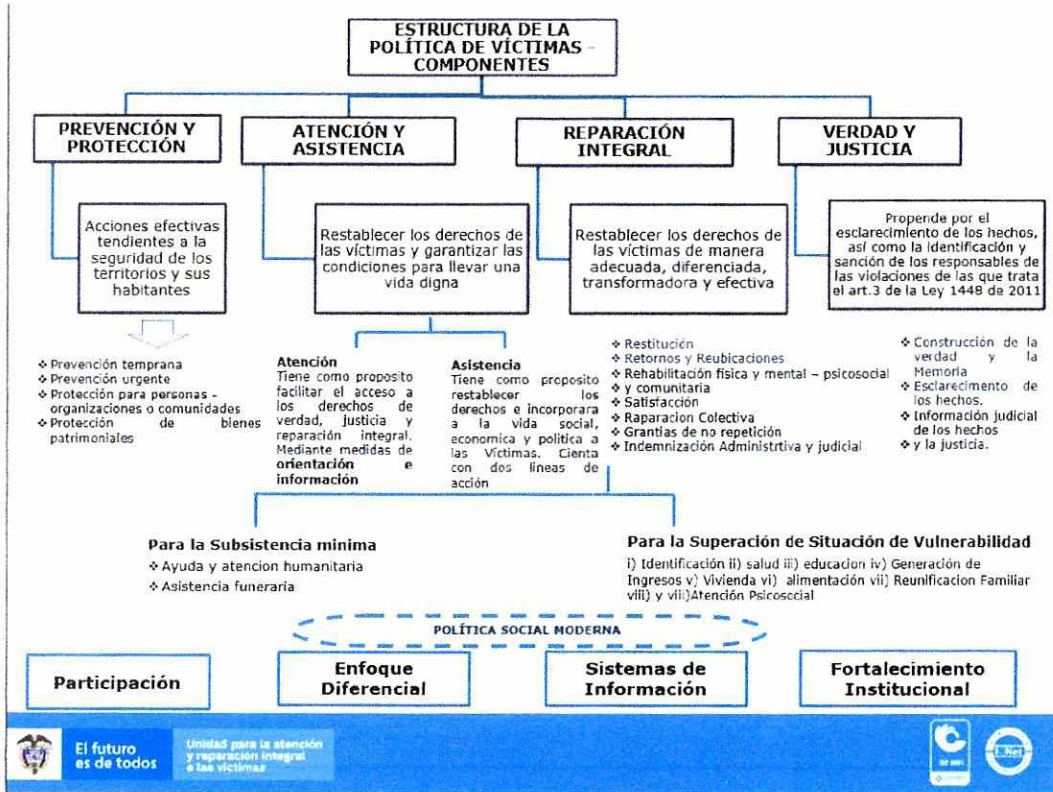 ESTRUCTURA DE LA
POLÍTICA DE VÍCTIMAS -
COMPONENTES
PREVENCIÓN Y
PROTECCIÓN
ATENCIÓN Y
ASISTENCIA
REPARACIÓN
INTEGRAL
VERDAD Y
JUSTICIA
Acciones efectivas
tendientes a la
seguridad de los
territorios y sus
habitantes
Restablecer los derechos de
las víctimas y garantizar las
condiciones para llevar una
vida digna
Restablecer los derechos de
las víctimas de manera
adecuada, diferenciada,
transformadora y efectiva
Propende por el
esclarecimiento de los hechos,
así como la identificación y
sanción de los responsables de
las violaciones de las que trata
el art.3 de la Ley 1448 de 2011
❖ Prevención temprana
❖ Prevención urgente
❖ Protección para personas -
organizaciones o comunidades
❖ Protección de bienes
patrimoniales
Atención
Tiene como proposito
facilitar el acceso a
los derechos de
verdad, justicia y
reparación integral.
Mediante medidas de
orientación e
información
Asistencia
Tiene como proposito
restablecer los
derechos e incorporara
a la vida social,
economica y politica a
las Víctimas. Cienta
con dos lineas de
acción
❖ Restitución
❖ Retornos y Reubicaciones
❖ Rehabilitación física y mental – psicosocial
❖ y comunitaria
❖ Satisfacción
❖ Raparacion Colectiva
❖ Grantías de no repetición
❖ Indemnización Administrtiva y judicial
❖ Construcción de la
verdad y la
Memoria
❖ Esclarecimento de
los hechos.
❖ Información judicial
de los hechos
❖ y la justicia.
Para la Subsistencia minima
❖ Ayuda y atencion humanitaria
❖ Asistencia funeraria
Para la Superación de Situación de Vulnerabilidad
i) Identificación ii) salud iii) educacion iv) Generación de
Ingresos v) Vivienda vi) alimentación vii) Reunificacion Familiar
viii) y viii)Atención Psicosocial
POLÍTICA SOCIAL MODERNA
Participación
Enfoque
Diferencial
Sistemas de
Información
Fortalecimiento
Institucional
El futuro
es de todos
Unidad para la atención
y reparación integral
a las víctimas